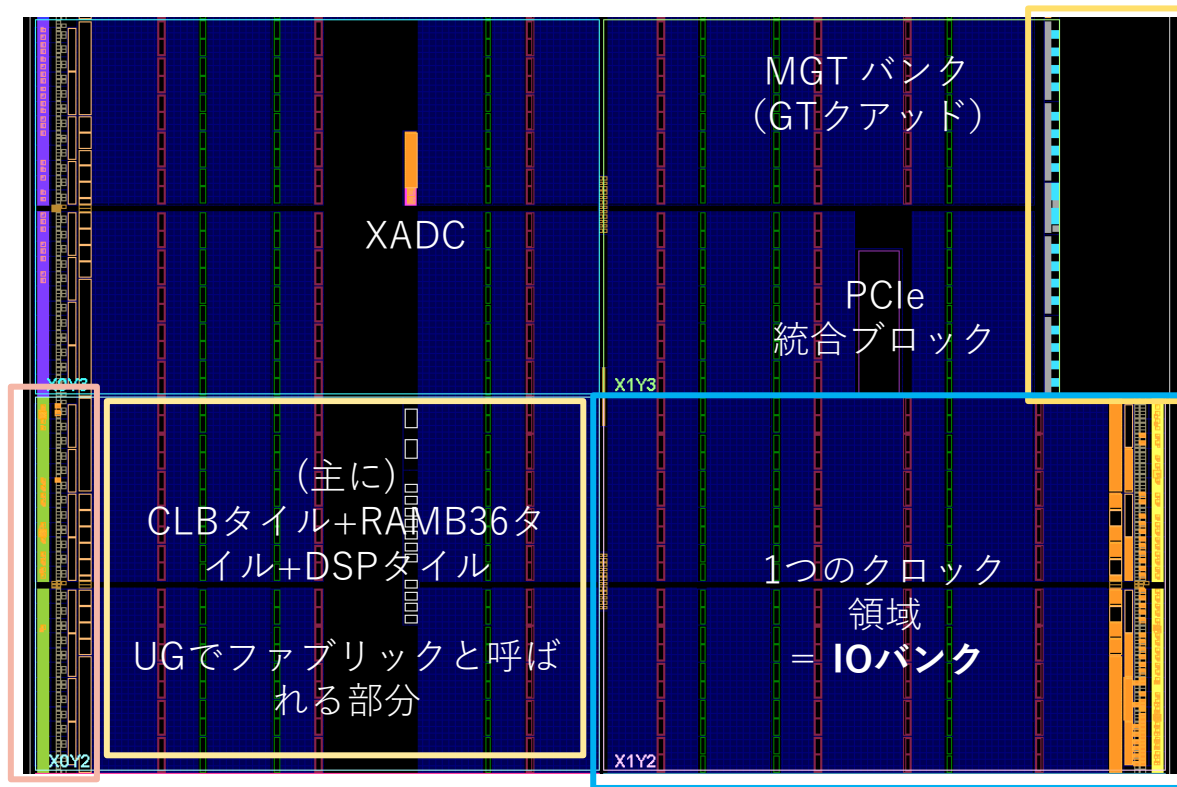 MGT バンク
(GTクアッド)
XADC
PCIe
統合ブロック
X0Y3
X1Y3
(主に)
CLBタイル+RAMB36タ
イル+DSPタイル
UGでファブリックと呼ば
れる部分
1つのクロック
領域
= IOバンク
X0Y2
X1Y2